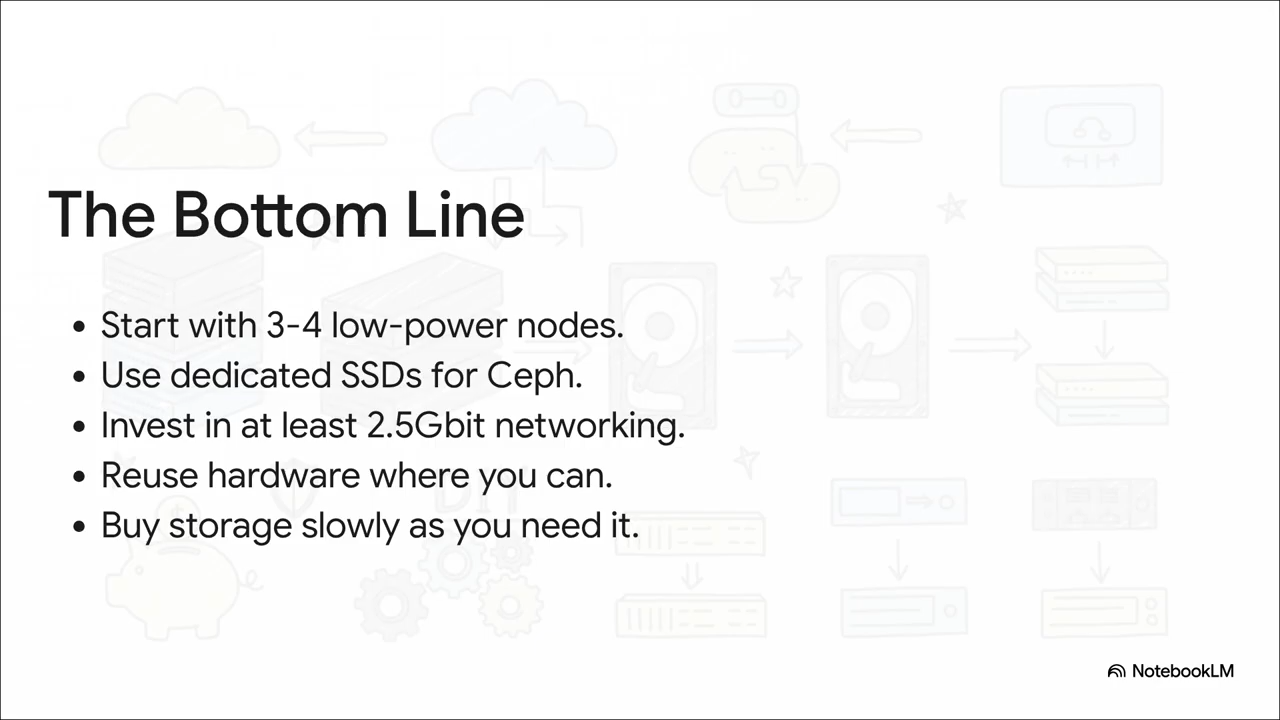 The Bottom Line
• Start with 3-4 low-power nodes.
• Use dedicated SSDs for Ceph.
• Invest in at least 2.5Gbit networking.
• Reuse hardware where you can.
• Buy storage slowly as you need it.
NotebookLM